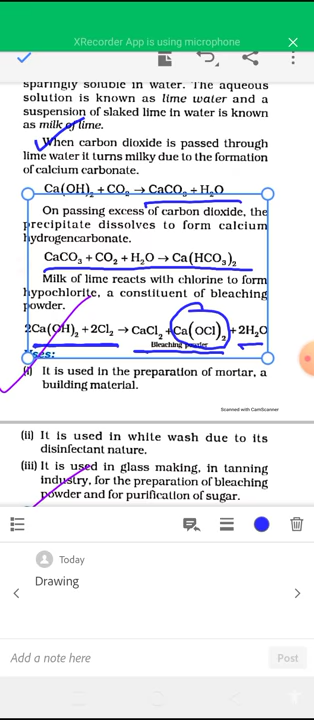 XRecorder App is using microphone
sparingly soluble in water. The aqueous
solution is known as lime water and a
suspension of slaked lime in water is known
as milk of lime.
When carbon dioxide is passed through
lime water it turns milky due to the formation
of calcium carbonate.
Ca(OH)₂ + CO₂ → CaCO₃ + H₂O
On passing excess of carbon dioxide, the
precipitate dissolves to form calcium
hydrogencarbonate.
CaCO₃ + CO₂ + H₂O → Ca(HCO₃)₂
Milk of lime reacts with chlorine to form
hypochlorite, a constituent of bleaching
powder.
2Ca(OH)₂ + 2Cl₂ → CaCl₂ + Ca(OCl)₂ + 2H₂O
Bleaching powder
Uses:
(i) It is used in the preparation of mortar, a
building material.
Scanned with CamScanner
(ii) It is used in white wash due to its
disinfectant nature.
(iii) It is used in glass making, in tanning
industry, for the preparation of bleaching
powder and for purification of sugar.
Today
Drawing
Add a note here
Post